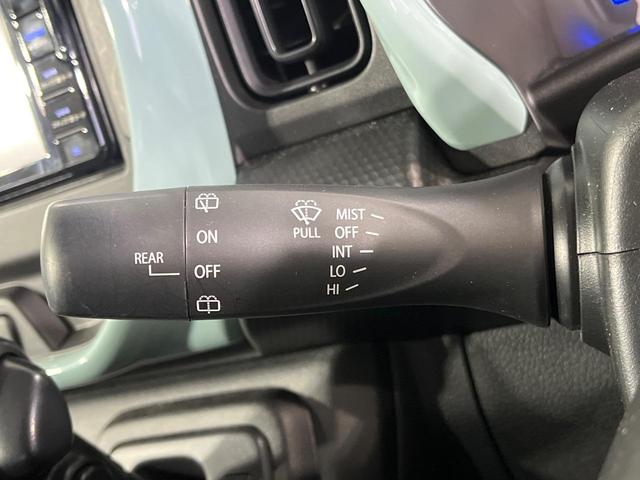 REAR
ON
OFF
PULL
MIST
OFF
INT
LO
HI